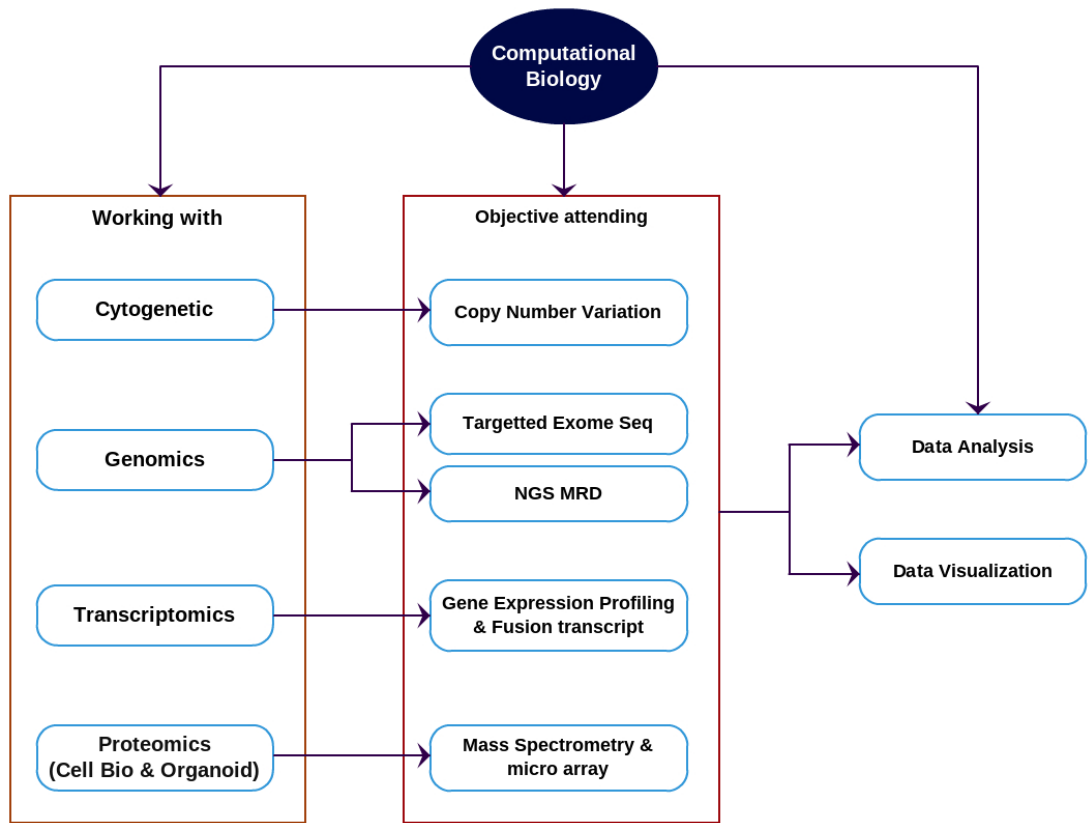 Computational
Biology
Working with
Objective attending
Cytogenetic
Copy Number Variation
Genomics
Targetted Exome Seq
NGS MRD
Transcriptomics
Gene Expression Profiling
& Fusion transcript
Proteomics
(Cell Bio & Organoid)
Mass Spectrometry &
micro array
Data Analysis
Data Visualization